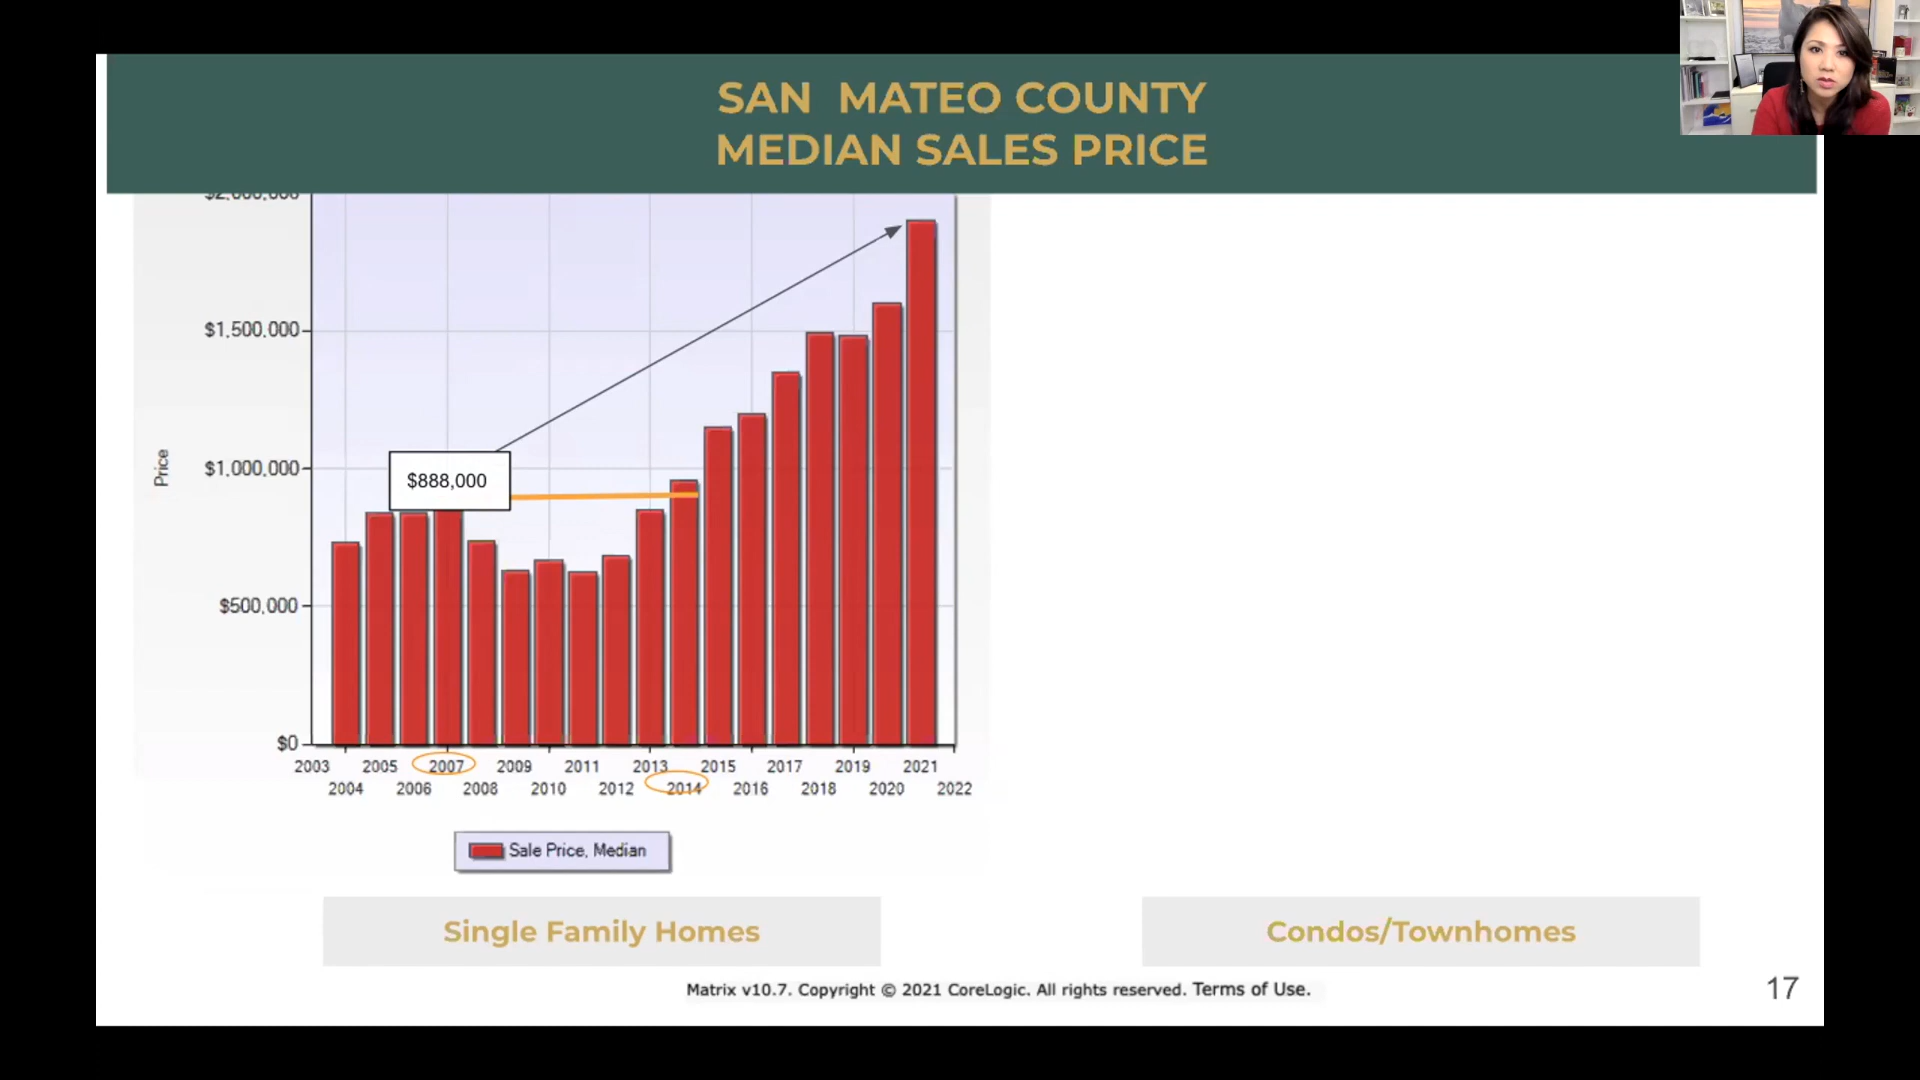 SAN MATEO COUNTY
MEDIAN SALES PRICE
$2,000,000
$1,500,000
$1,000,000
$500,000
$0
Price
$888,000
2003 2005 2007 2009 2011 2013 2015 2017 2019 2021
2004 2006 2008 2010 2012 2014 2016 2018 2020 2022
Sale Price, Median
Single Family Homes
Condos/Townhomes
Matrix v10.7. Copyright © 2021 CoreLogic. All rights reserved. Terms of Use.
17